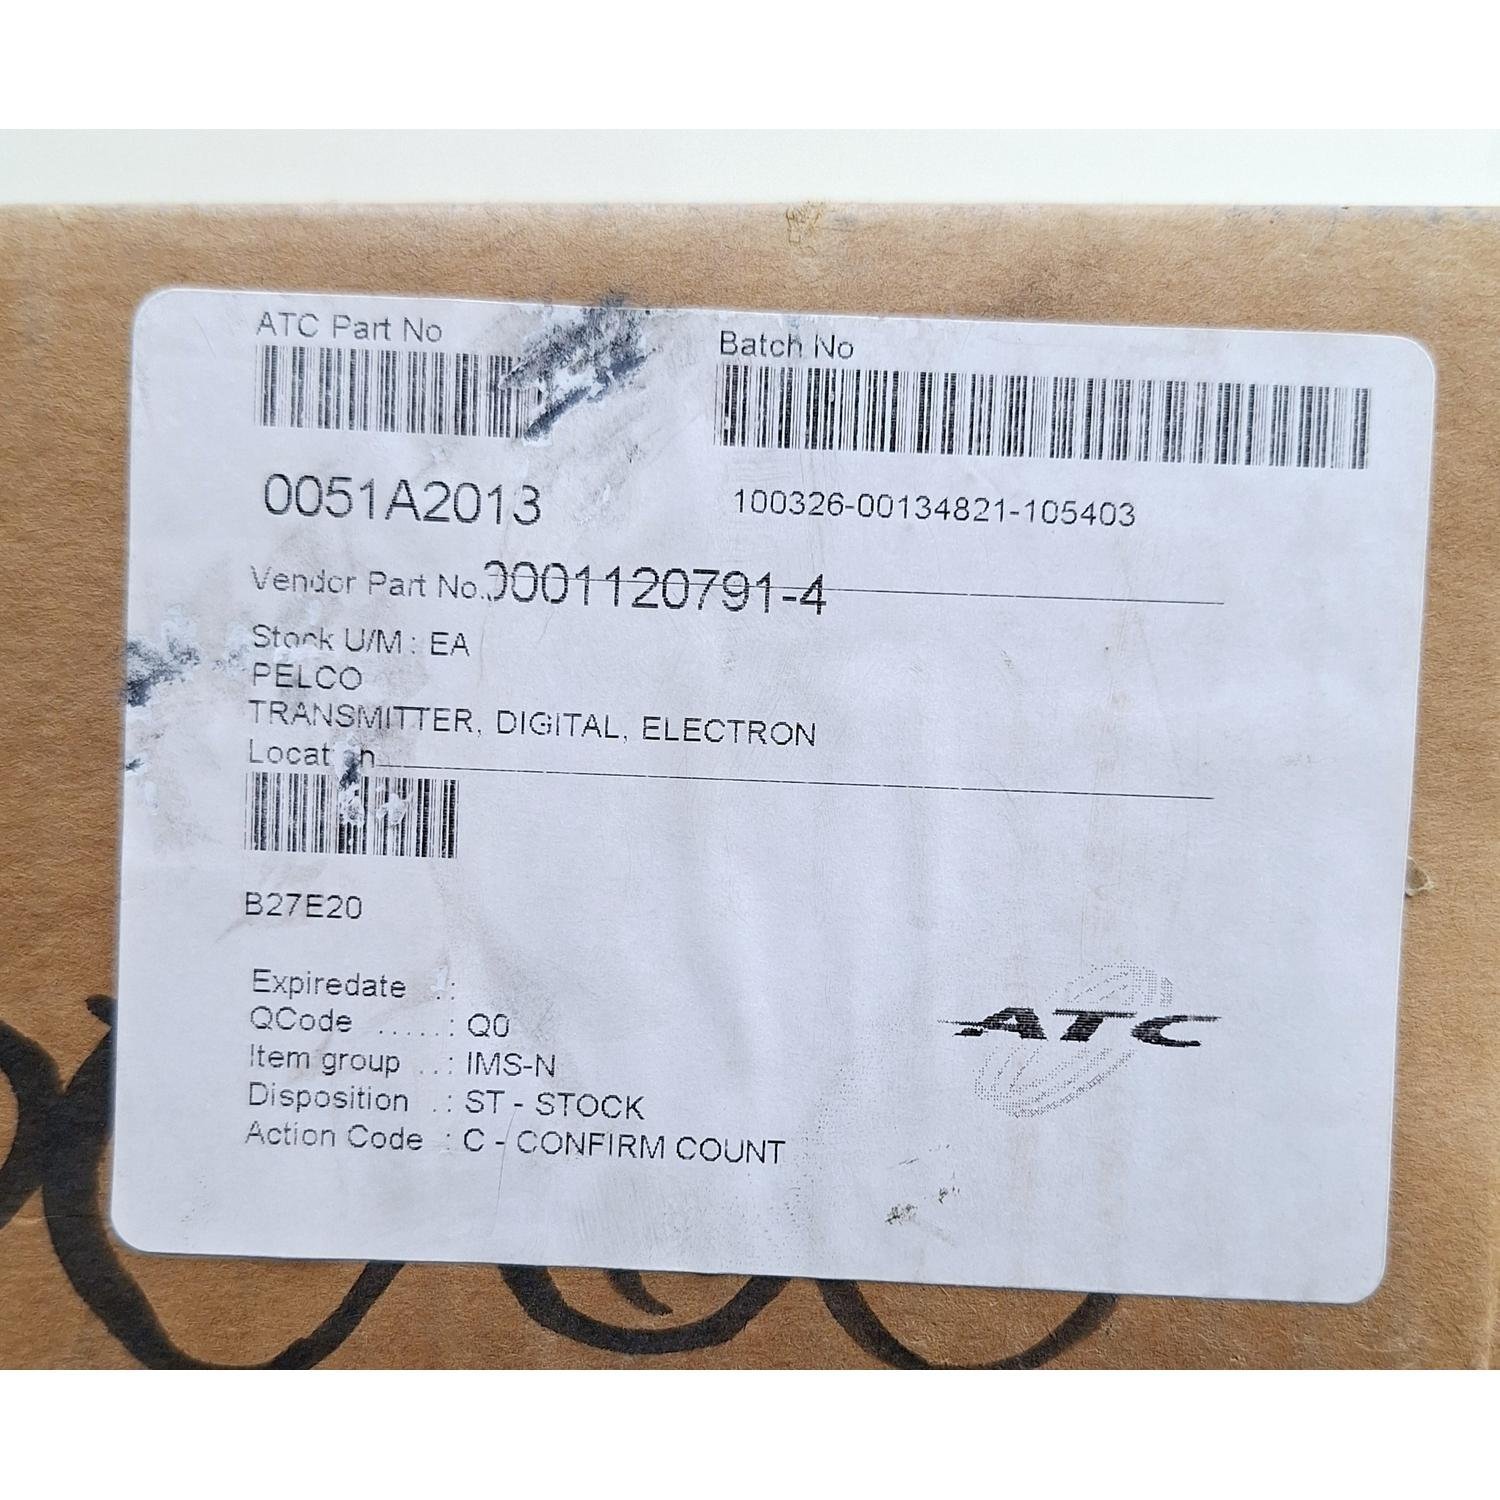 ATC Part No
Batch No
0051A2013
100326-00134821-105403
Vendor Part No. 0001120791-4
Stock U/M : EA
PELCO
TRANSMITTER, DIGITAL, ELECTRON
Location
B27E20
Expiredate .:
QCode ......: Q0
Item group ..: IMS-N
Disposition .: ST - STOCK
Action Code : C - CONFIRM COUNT
ATC